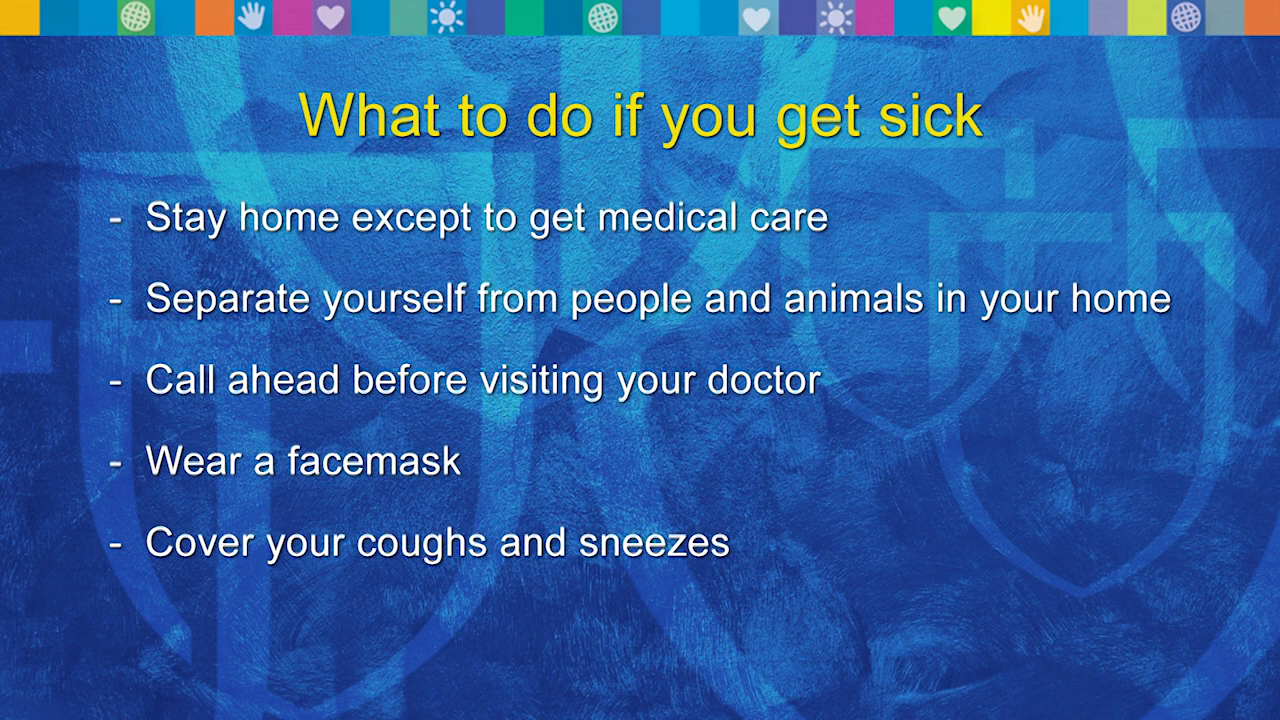 What to do if you get sick
- Stay home except to get medical care
- Separate yourself from people and animals in your home
- Call ahead before visiting your doctor
- Wear a facemask
- Cover your coughs and sneezes